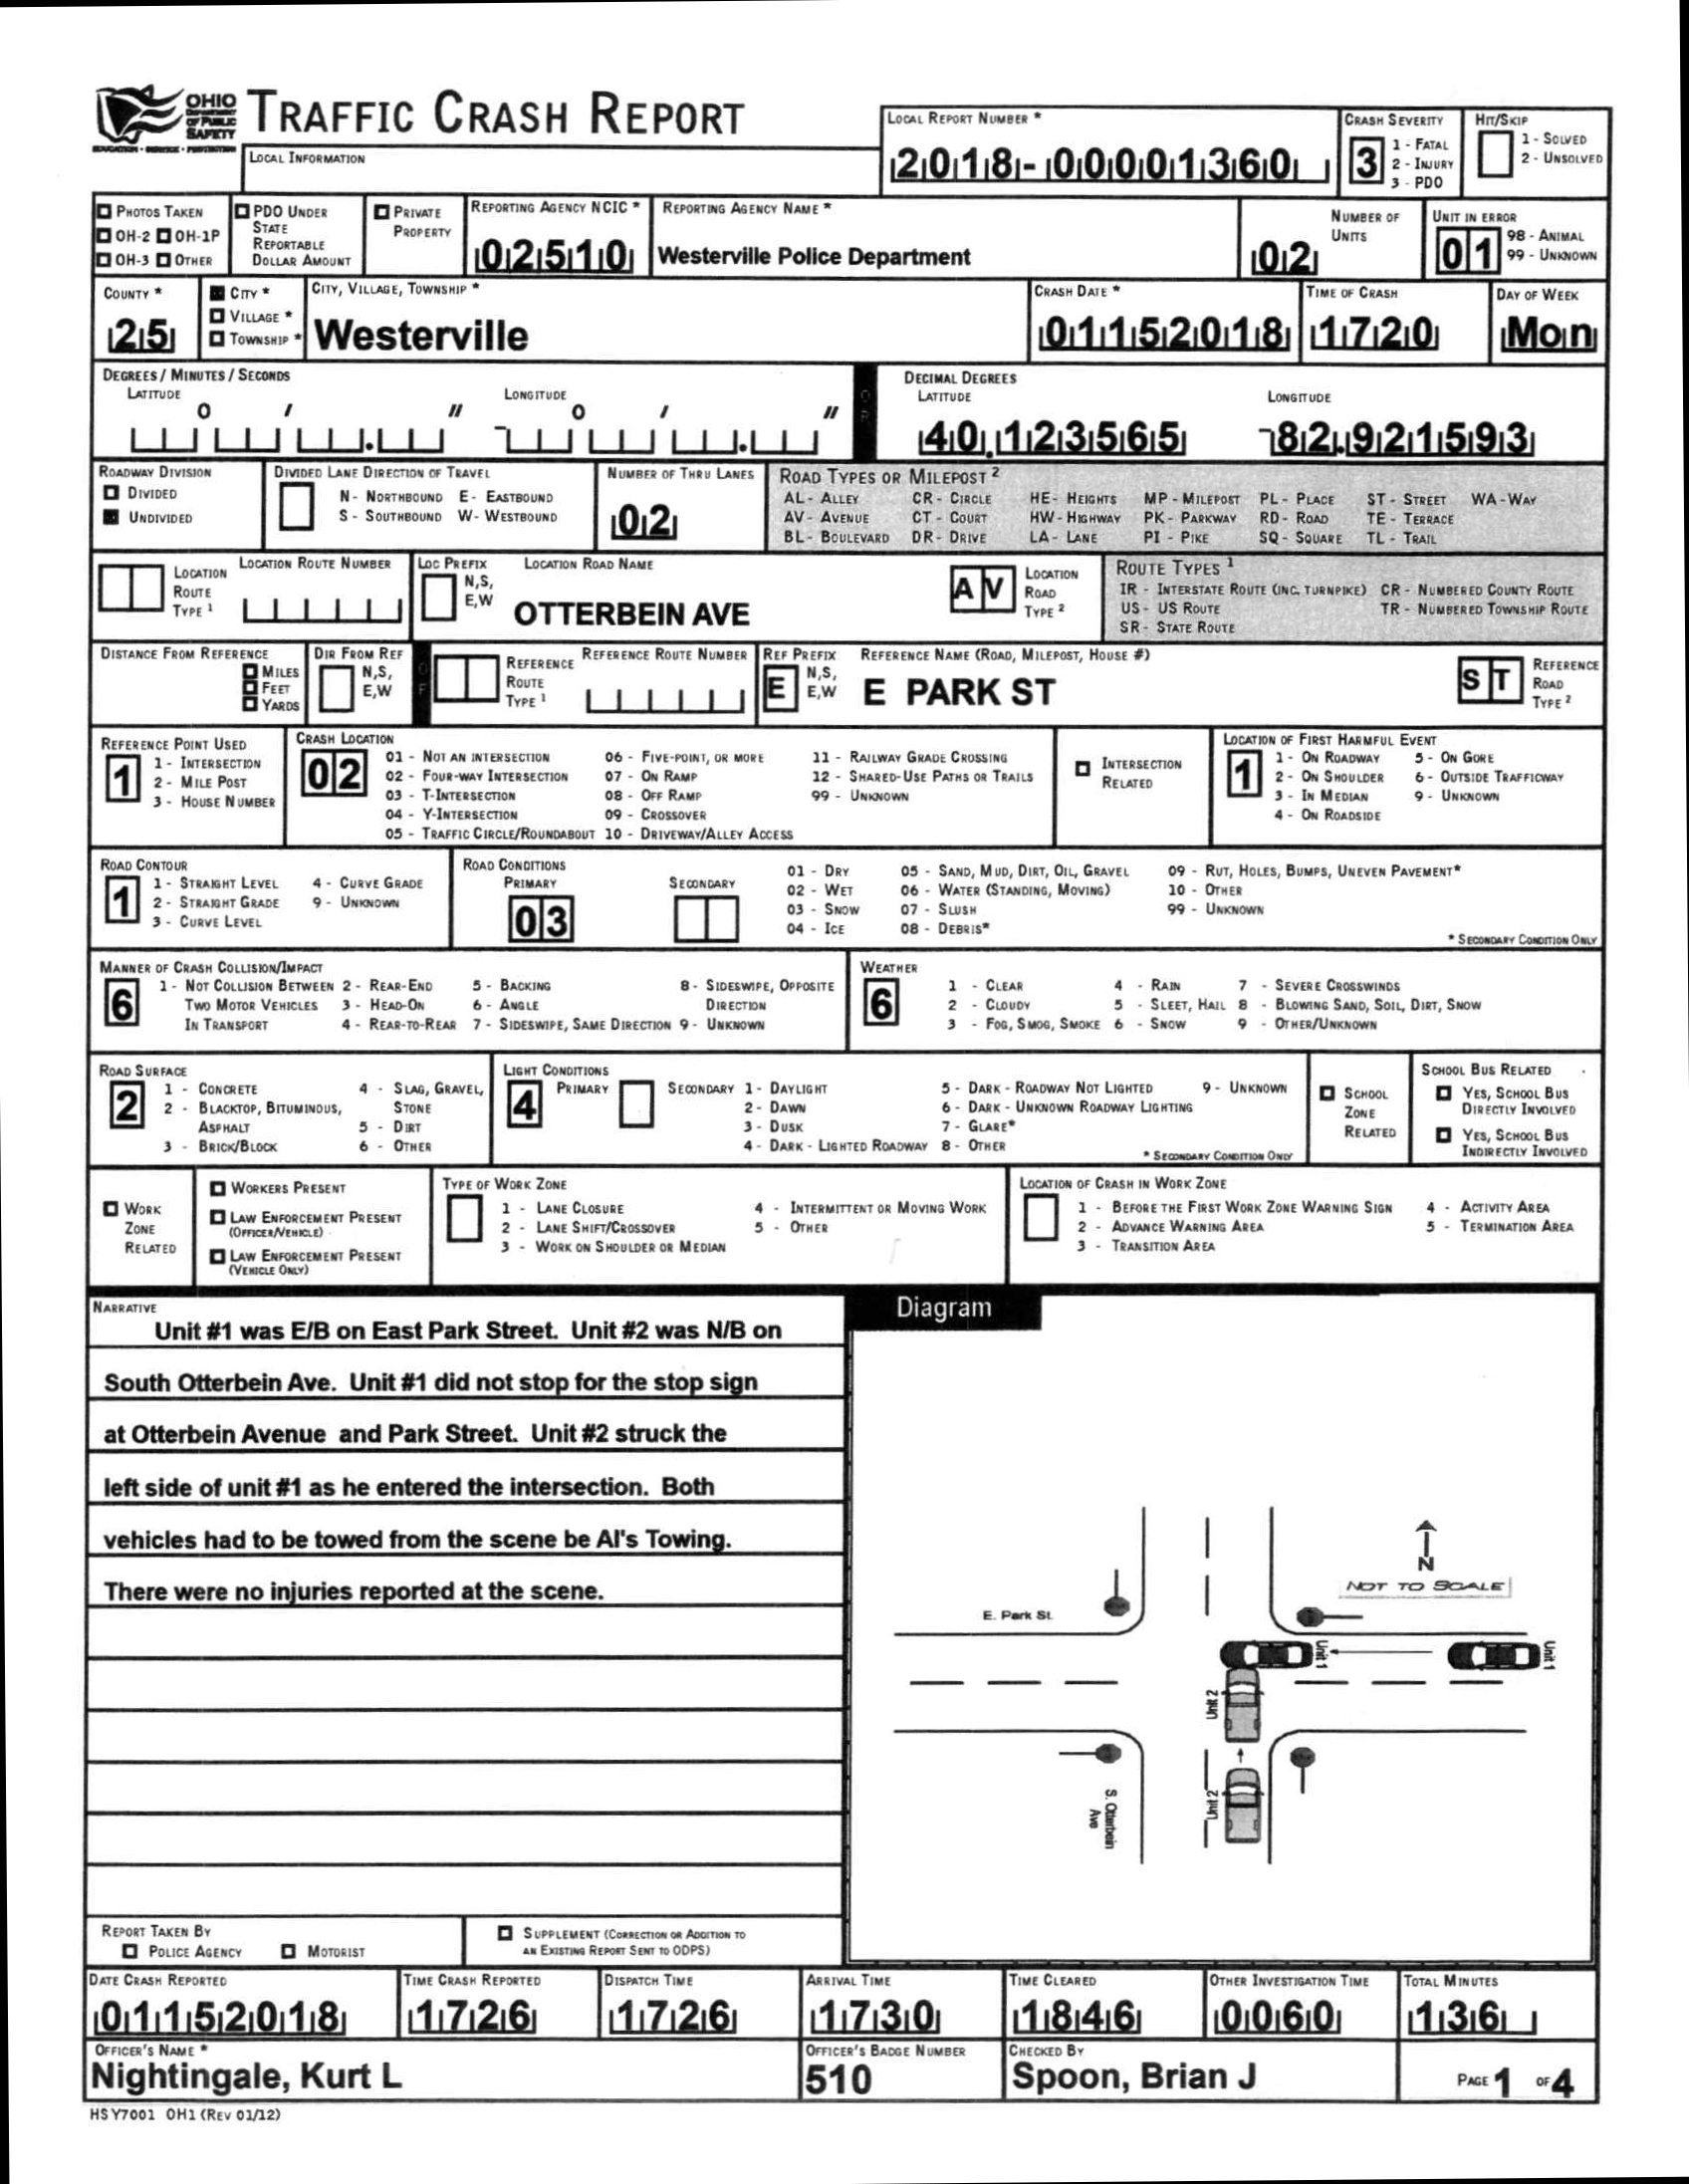 OHIO
DEPARTMENT
OF PUBLIC
SAFETY
EDUCATION • SERVICE • PROTECTION
TRAFFIC CRASH REPORT
LOCAL INFORMATION
LOCAL REPORT NUMBER *
2018-00001360
CRASH SEVERITY
3
1 - FATAL
2 - INJURY
3 - PDO
HIT/SKIP
1 - SOLVED
2 - UNSOLVED
PHOTOS TAKEN
OH-2 OH-1P
OH-3 OTHER
PDO UNDER
STATE
REPORTABLE
DOLLAR AMOUNT
PRIVATE
PROPERTY
REPORTING AGENCY NCIC *
02510
REPORTING AGENCY NAME *
Westerville Police Department
NUMBER OF
UNITS
02
UNIT IN ERROR
01
98 - ANIMAL
99 - UNKNOWN
COUNTY *
25
CITY *
VILLAGE *
TOWNSHIP *
CITY, VILLAGE, TOWNSHIP *
Westerville
CRASH DATE *
01152018
TIME OF CRASH
1720
DAY OF WEEK
Mon
DEGREES / MINUTES / SECONDS
LATITUDE
O / //
LONGITUDE
O / //
-
DECIMAL DEGREES
LATITUDE
40.123565
LONGITUDE
-82.921593
ROADWAY DIVISION
DIVIDED
UNDIVIDED
DIVIDED LANE DIRECTION OF TRAVEL
N - NORTHBOUND E - EASTBOUND
S - SOUTHBOUND W - WESTBOUND
NUMBER OF THRU LANES
02
ROAD TYPES OR MILEPOST 2
AL - ALLEY CR - CIRCLE HE - HEIGHTS MP - MILEPOST PL - PLACE ST - STREET WA - WAY
AV - AVENUE CT - COURT HW - HIGHWAY PK - PARKWAY RD - ROAD TE - TERRACE
BL - BOULEVARD DR - DRIVE LA - LANE PI - PIKE SQ - SQUARE TL - TRAIL
LOCATION
ROUTE
TYPE 1
LOCATION ROUTE NUMBER
LOC PREFIX
N,S,
E,W
LOCATION ROAD NAME
OTTERBEIN AVE
AV
LOCATION
ROAD
TYPE 2
ROUTE TYPES 1
IR - INTERSTATE ROUTE (INC. TURNPIKE) CR - NUMBERED COUNTY ROUTE
US - US ROUTE TR - NUMBERED TOWNSHIP ROUTE
SR - STATE ROUTE
DISTANCE FROM REFERENCE
MILES
FEET
YARDS
DIR FROM REF
N,S,
E,W
REFERENCE
ROUTE
TYPE 1
REFERENCE ROUTE NUMBER
REF PREFIX
E
N,S,
E,W
REFERENCE NAME (ROAD, MILEPOST, HOUSE #)
E PARK ST
ST
REFERENCE
ROAD
TYPE 2
REFERENCE POINT USED
1
1 - INTERSECTION
2 - MILE POST
3 - HOUSE NUMBER
CRASH LOCATION
02
01 - NOT AN INTERSECTION 06 - FIVE-POINT, OR MORE 11 - RAILWAY GRADE CROSSING
02 - FOUR-WAY INTERSECTION 07 - ON RAMP 12 - SHARED-USE PATHS OR TRAILS
03 - T-INTERSECTION 08 - OFF RAMP 99 - UNKNOWN
04 - Y-INTERSECTION 09 - CROSSOVER
05 - TRAFFIC CIRCLE/ROUNDABOUT 10 - DRIVEWAY/ALLEY ACCESS
INTERSECTION
RELATED
LOCATION OF FIRST HARMFUL EVENT
1
1 - ON ROADWAY 5 - ON GORE
2 - ON SHOULDER 6 - OUTSIDE TRAFFICWAY
3 - IN MEDIAN 9 - UNKNOWN
4 - ON ROADSIDE
ROAD CONTOUR
1
1 - STRAIGHT LEVEL 4 - CURVE GRADE
2 - STRAIGHT GRADE 9 - UNKNOWN
3 - CURVE LEVEL
ROAD CONDITIONS
PRIMARY
03
SECONDARY
01 - DRY 05 - SAND, MUD, DIRT, OIL, GRAVEL 09 - RUT, HOLES, BUMPS, UNEVEN PAVEMENT*
02 - WET 06 - WATER (STANDING, MOVING) 10 - OTHER
03 - SNOW 07 - SLUSH 99 - UNKNOWN
04 - ICE 08 - DEBRIS*
* SECONDARY CONDITION ONLY
MANNER OF CRASH COLLISION/IMPACT
6
1 - NOT COLLISION BETWEEN 2 - REAR-END 5 - BACKING 8 - SIDESWIPE, OPPOSITE
TWO MOTOR VEHICLES 3 - HEAD-ON 6 - ANGLE DIRECTION
IN TRANSPORT 4 - REAR-TO-REAR 7 - SIDESWIPE, SAME DIRECTION 9 - UNKNOWN
WEATHER
6
1 - CLEAR 4 - RAIN 7 - SEVERE CROSSWINDS
2 - CLOUDY 5 - SLEET, HAIL 8 - BLOWING SAND, SOIL, DIRT, SNOW
3 - FOG, SMOG, SMOKE 6 - SNOW 9 - OTHER/UNKNOWN
ROAD SURFACE
2
1 - CONCRETE 4 - SLAG, GRAVEL,
2 - BLACKTOP, BITUMINOUS, STONE
ASPHALT 5 - DIRT
3 - BRICK/BLOCK 6 - OTHER
LIGHT CONDITIONS
4
PRIMARY SECONDARY
1 - DAYLIGHT 5 - DARK - ROADWAY NOT LIGHTED 9 - UNKNOWN
2 - DAWN 6 - DARK - UNKNOWN ROADWAY LIGHTING
3 - DUSK 7 - GLARE*
4 - DARK - LIGHTED ROADWAY 8 - OTHER
* SECONDARY CONDITION ONLY
SCHOOL
ZONE
RELATED
SCHOOL BUS RELATED
YES, SCHOOL BUS
DIRECTLY INVOLVED
YES, SCHOOL BUS
INDIRECTLY INVOLVED
WORK
ZONE
RELATED
WORKERS PRESENT
LAW ENFORCEMENT PRESENT
(OFFICER/VEHICLE)
LAW ENFORCEMENT PRESENT
(VEHICLE ONLY)
TYPE OF WORK ZONE
1 - LANE CLOSURE 4 - INTERMITTENT OR MOVING WORK
2 - LANE SHIFT/CROSSOVER 5 - OTHER
3 - WORK ON SHOULDER OR MEDIAN
LOCATION OF CRASH IN WORK ZONE
1 - BEFORE THE FIRST WORK ZONE WARNING SIGN 4 - ACTIVITY AREA
2 - ADVANCE WARNING AREA 5 - TERMINATION AREA
3 - TRANSITION AREA
NARRATIVE
Unit #1 was E/B on East Park Street. Unit #2 was N/B on
South Otterbein Ave. Unit #1 did not stop for the stop sign
at Otterbein Avenue and Park Street. Unit #2 struck the
left side of unit #1 as he entered the intersection. Both
vehicles had to be towed from the scene be Al's Towing.
There were no injuries reported at the scene.
Diagram
N
NOT TO SCALE
E. Park St.
Unit 1
Unit 1
Unit 2
Unit 2
S. Otterbein
Ave
REPORT TAKEN BY
POLICE AGENCY MOTORIST
SUPPLEMENT (CORRECTION OR ADDITION TO
AN EXISTING REPORT SENT TO ODPS)
DATE CRASH REPORTED
01152018
TIME CRASH REPORTED
1726
DISPATCH TIME
1726
ARRIVAL TIME
1730
TIME CLEARED
1846
OTHER INVESTIGATION TIME
0060
TOTAL MINUTES
136
OFFICER'S NAME *
Nightingale, Kurt L
OFFICER'S BADGE NUMBER
510
CHECKED BY
Spoon, Brian J
PAGE 1 OF 4
HSY7001 OH1 (REV 01/12)